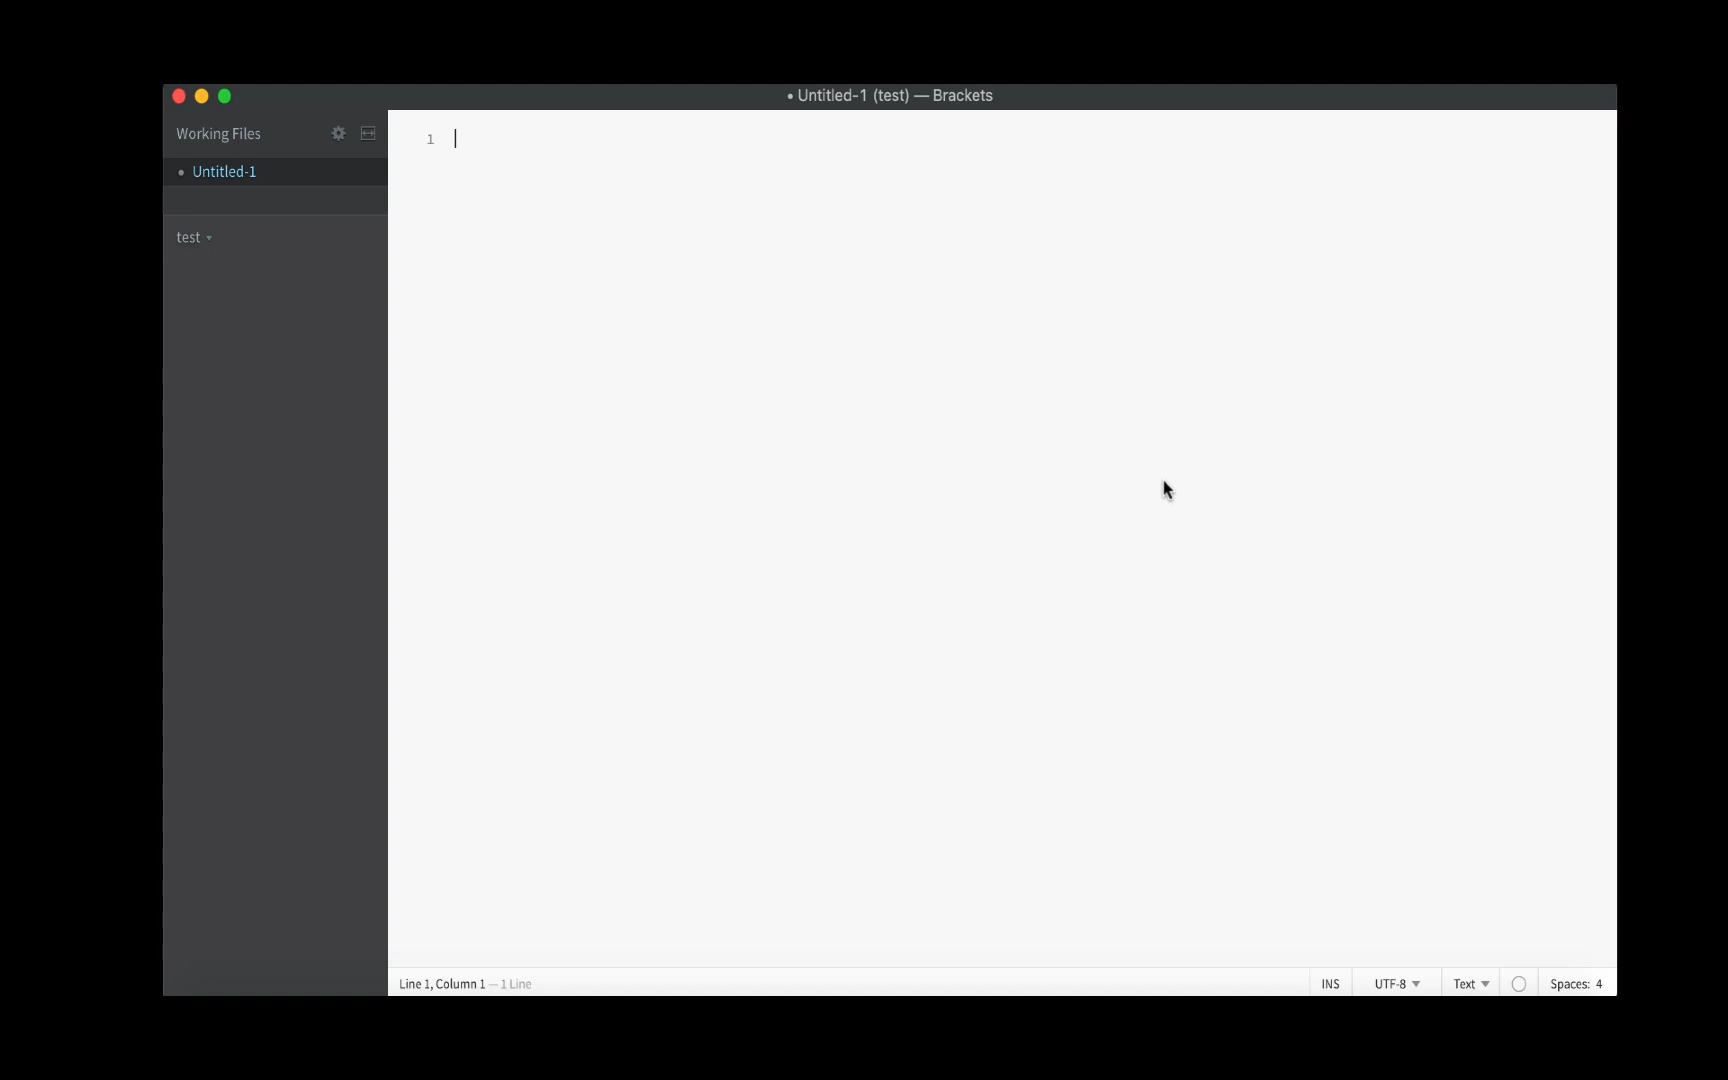 • Untitled-1 (test) — Brackets
Working Files
• Untitled-1
test
1
Line 1, Column 1 — 1 Line
INS
UTF-8
Text
Spaces: 4